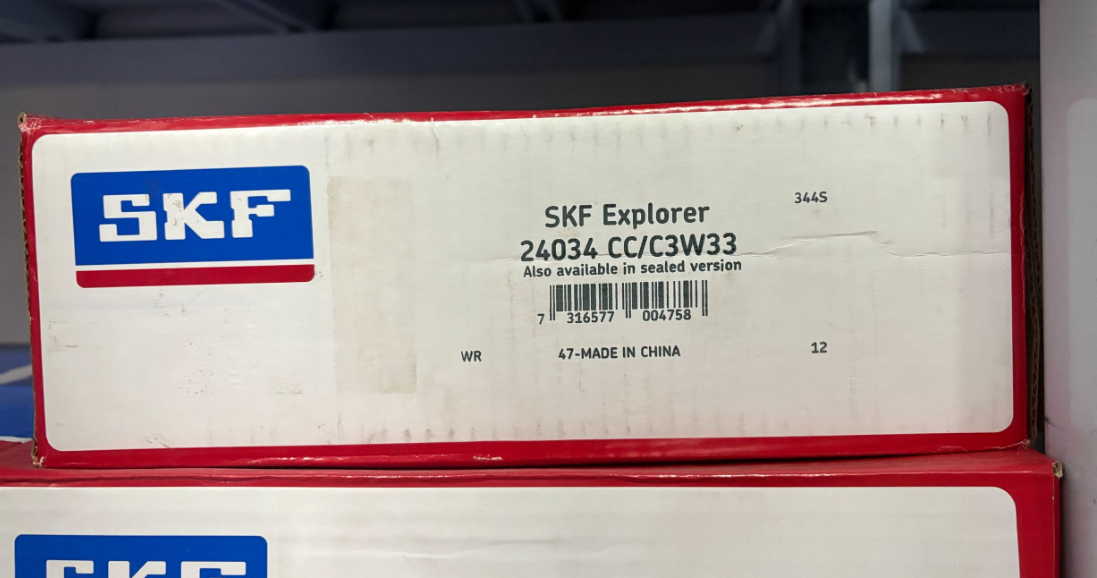 SKF
344S
SKF Explorer
24034 CC/C3W33
Also available in sealed version
7 316577 004758
WR 47-MADE IN CHINA 12
SKF